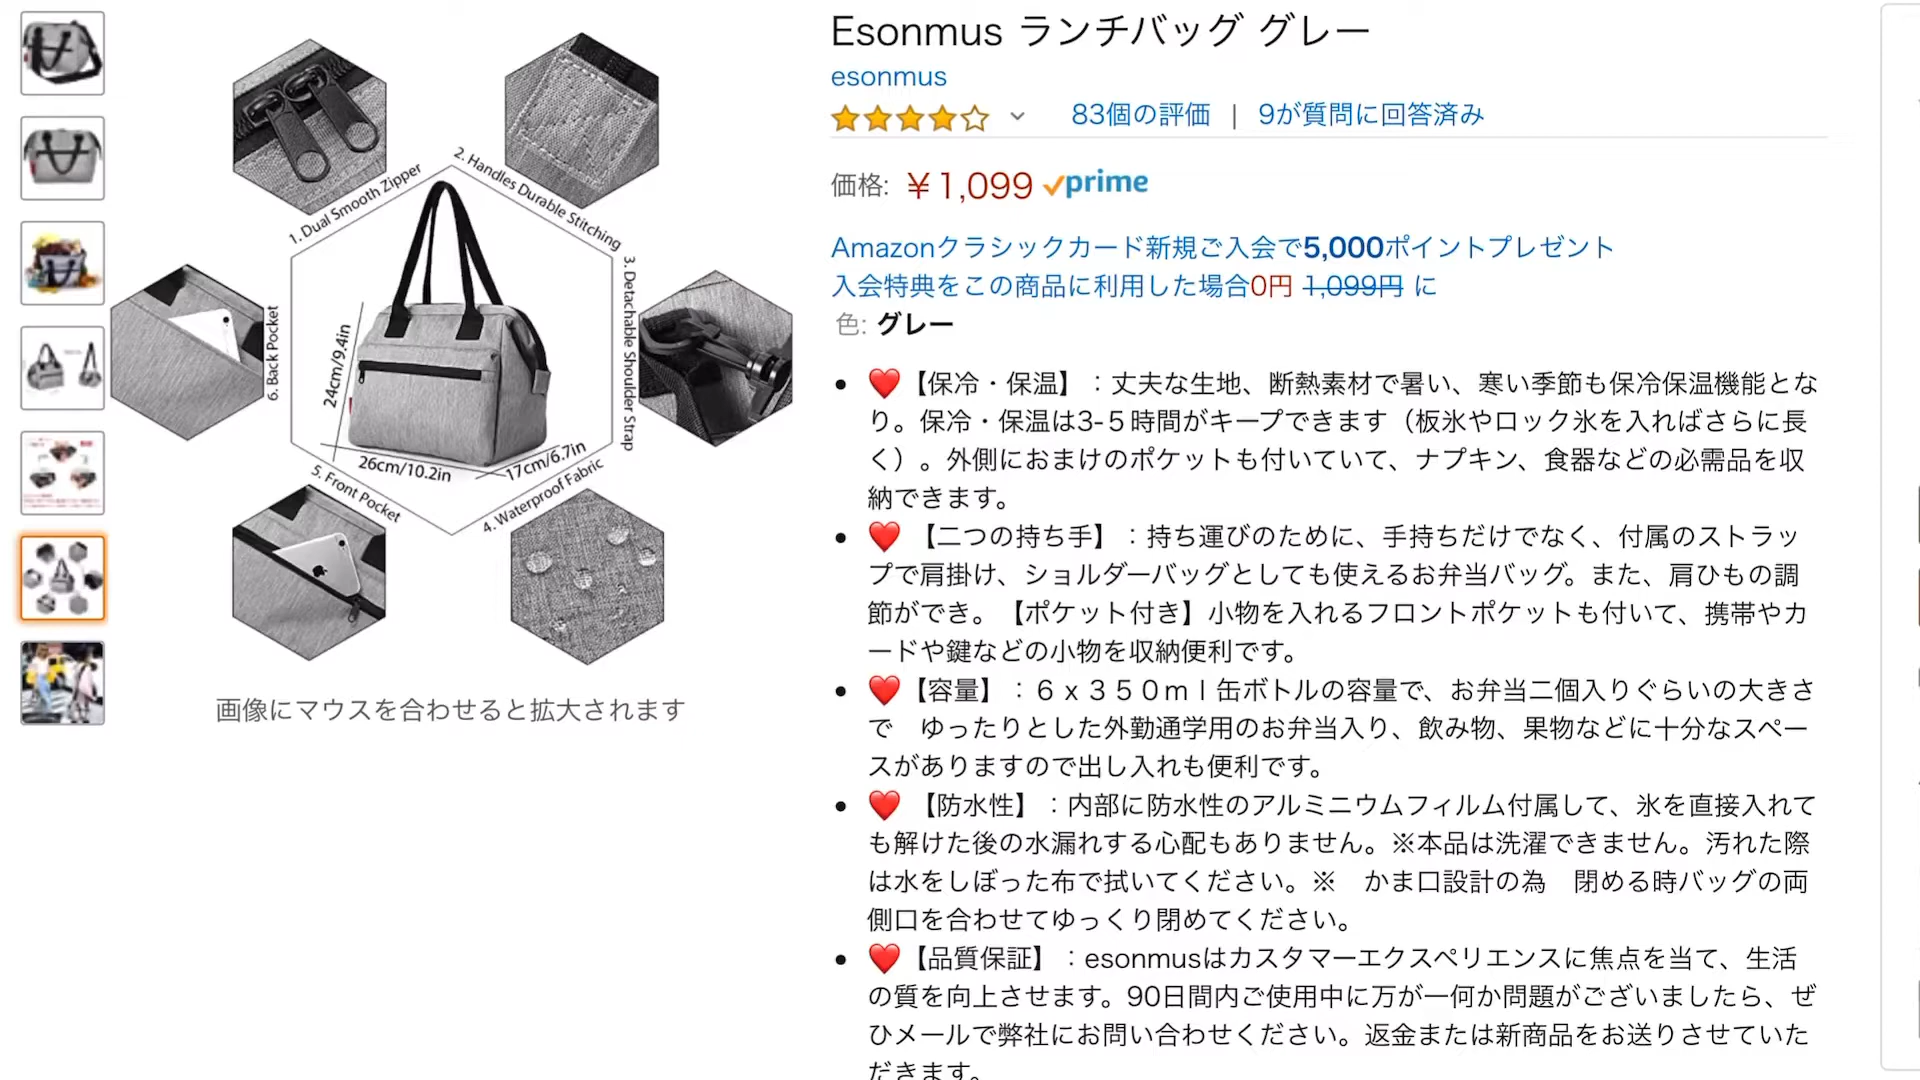 Esonmus ランチバッグ グレー
esonmus
83個の評価 | 9が質問に回答済み
価格: ￥1,099 prime
Amazonクラシックカード新規ご入会で5,000ポイントプレゼント
入会特典をこの商品に利用した場合0円 1,099円 に
色: グレー
❤️【保冷・保温】：丈夫な生地、断熱素材で暑い、寒い季節も保冷保温機能とな
り。保冷・保温は3-５時間がキープできます（板氷やロック氷を入ればさらに長
く）。外側におまけのポケットも付いていて、ナプキン、食器などの必需品を収
納できます。
❤️ 【二つの持ち手】：持ち運びのために、手持ちだけでなく、付属のストラッ
プで肩掛け、ショルダーバッグとしても使えるお弁当バッグ。また、肩ひもの調
節ができ。【ポケット付き】小物を入れるフロントポケットも付いて、携帯やカ
ードや鍵などの小物を収納便利です。
❤️【容量】：６ｘ３５０ｍｌ缶ボトルの容量で、お弁当二個入りぐらいの大きさ
で　ゆったりとした外勤通学用のお弁当入り、飲み物、果物などに十分なスペー
スがありますので出し入れも便利です。
❤️ 【防水性】：内部に防水性のアルミニウムフィルム付属して、氷を直接入れて
も解けた後の水漏れする心配もありません。※本品は洗濯できません。汚れた際
は水をしぼった布で拭いてください。※　かま口設計の為　閉める時バッグの両
側口を合わせてゆっくり閉めてください。
❤️【品質保証】：esonmusはカスタマーエクスペリエンスに焦点を当て、生活
の質を向上させます。90日間内ご使用中に万が一何か問題がございましたら、ぜ
ひメールで弊社にお問い合わせください。返金または新商品をお送りさせていた
だきます。
1. Dual Smooth Zipper
2. Handles Durable Stitching
3. Detachable Shoulder Strap
4. Waterproof Fabric
5. Front Pocket
6. Back Pocket
24cm/9.4in
26cm/10.2in
17cm/6.7in
画像にマウスを合わせると拡大されます